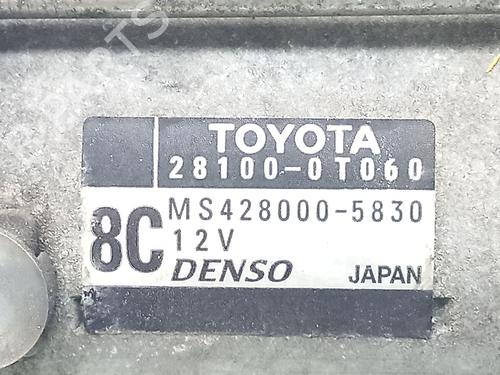 TOYOTA
28100-0T060
8C
MS428000-5830
12V
DENSO JAPAN